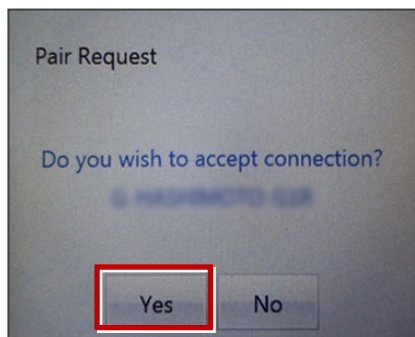 Pair Request
Do you wish to accept connection?
Yes
No